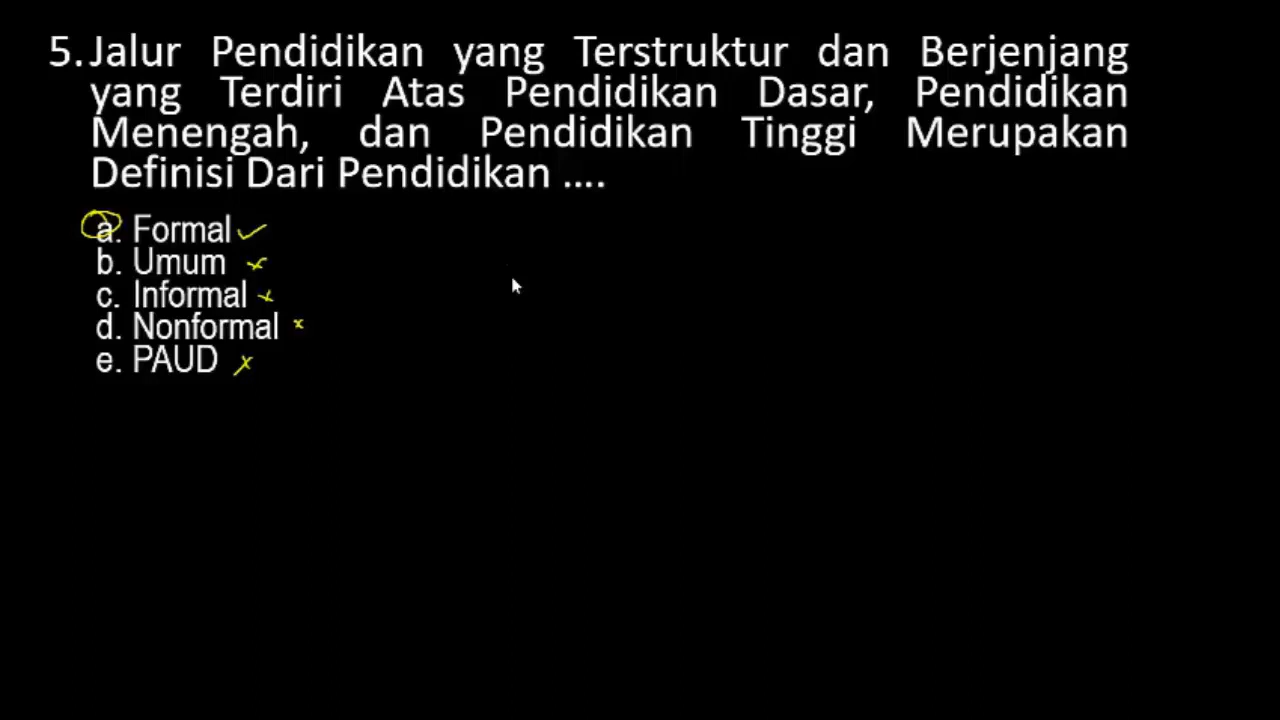 5. Jalur Pendidikan yang Terstruktur dan Berjenjang
yang Terdiri Atas Pendidikan Dasar, Pendidikan
Menengah, dan Pendidikan Tinggi Merupakan
Definisi Dari Pendidikan ....
a. Formal
b. Umum
c. Informal
d. Nonformal
e. PAUD